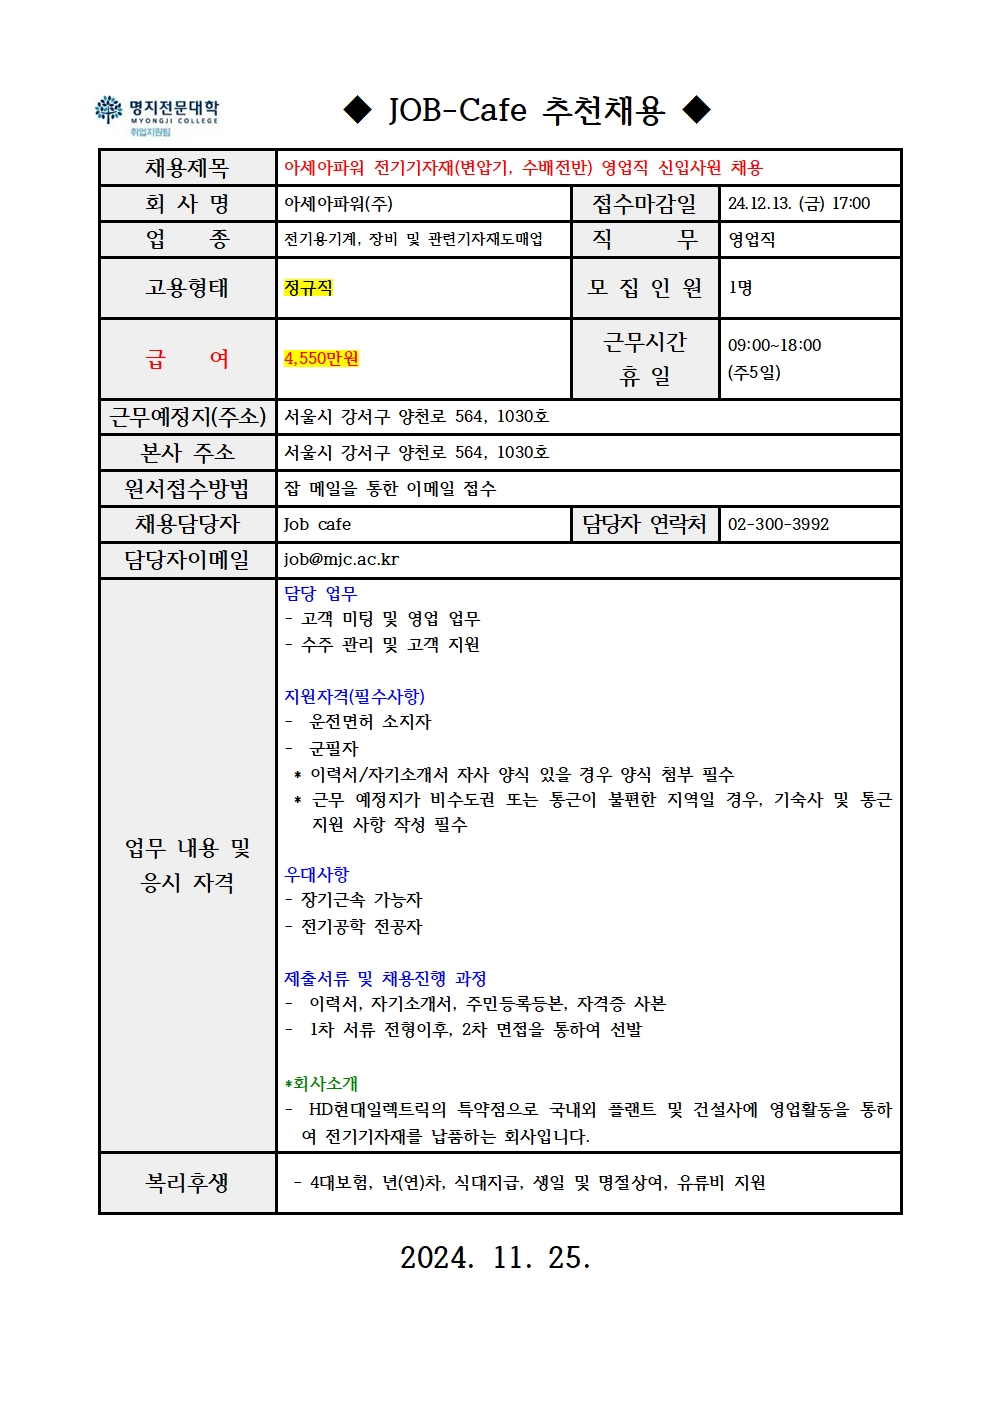 명지전문대학
MYONGJI COLLEGE
취업지원팀
◆ JOB-Cafe 추천채용 ◆
채용제목 아세아파워 전기기자재(변압기, 수배전반) 영업직 신입사원 채용
회 사 명 아세아파워(주) 접수마감일 24.12.13. (금) 17:00
업 종 전기용기계, 장비 및 관련기자재도매업 직 무 영업직
고용형태 정규직 모 집 인 원 1명
급 여 4,550만원 근무시간 휴 일 09:00~18:00
(주5일)
근무예정지(주소) 서울시 강서구 양천로 564, 1030호
본사 주소 서울시 강서구 양천로 564, 1030호
원서접수방법 잡 메일을 통한 이메일 접수
채용담당자 Job cafe 담당자 연락처 02-300-3992
담당자이메일 job@mjc.ac.kr
업무 내용 및
응시 자격
담당 업무
- 고객 미팅 및 영업 업무
- 수주 관리 및 고객 지원
지원자격(필수사항)
- 운전면허 소지자
- 군필자
* 이력서/자기소개서 자사 양식 있을 경우 양식 첨부 필수
* 근무 예정지가 비수도권 또는 통근이 불편한 지역일 경우, 기숙사 및 통근
지원 사항 작성 필수
우대사항
- 장기근속 가능자
- 전기공학 전공자
제출서류 및 채용진행 과정
- 이력서, 자기소개서, 주민등록등본, 자격증 사본
- 1차 서류 전형이후, 2차 면접을 통하여 선발
*회사소개
- HD현대일렉트릭의 특약점으로 국내외 플랜트 및 건설사에 영업활동을 통하
여 전기기자재를 납품하는 회사입니다.
복리후생 - 4대보험, 년(연)차, 식대지급, 생일 및 명절상여, 유류비 지원
2024. 11. 25.